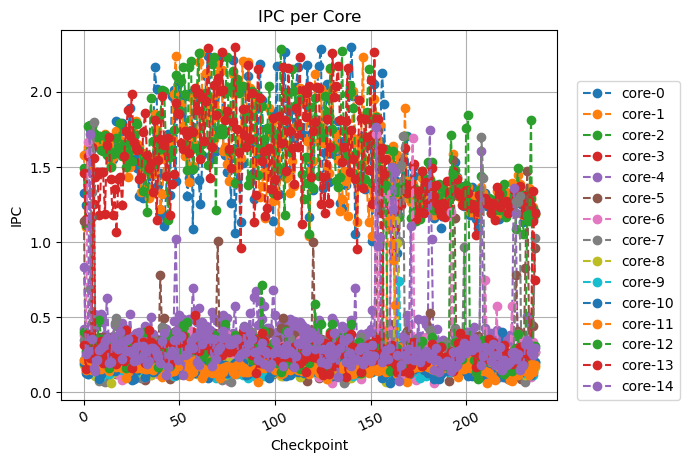 IPC per Core
IPC
2.0
1.5
1.0
0.5
0.0
0
50
100
150
200
Checkpoint
core-0
core-1
core-2
core-3
core-4
core-5
core-6
core-7
core-8
core-9
core-10
core-11
core-12
core-13
core-14